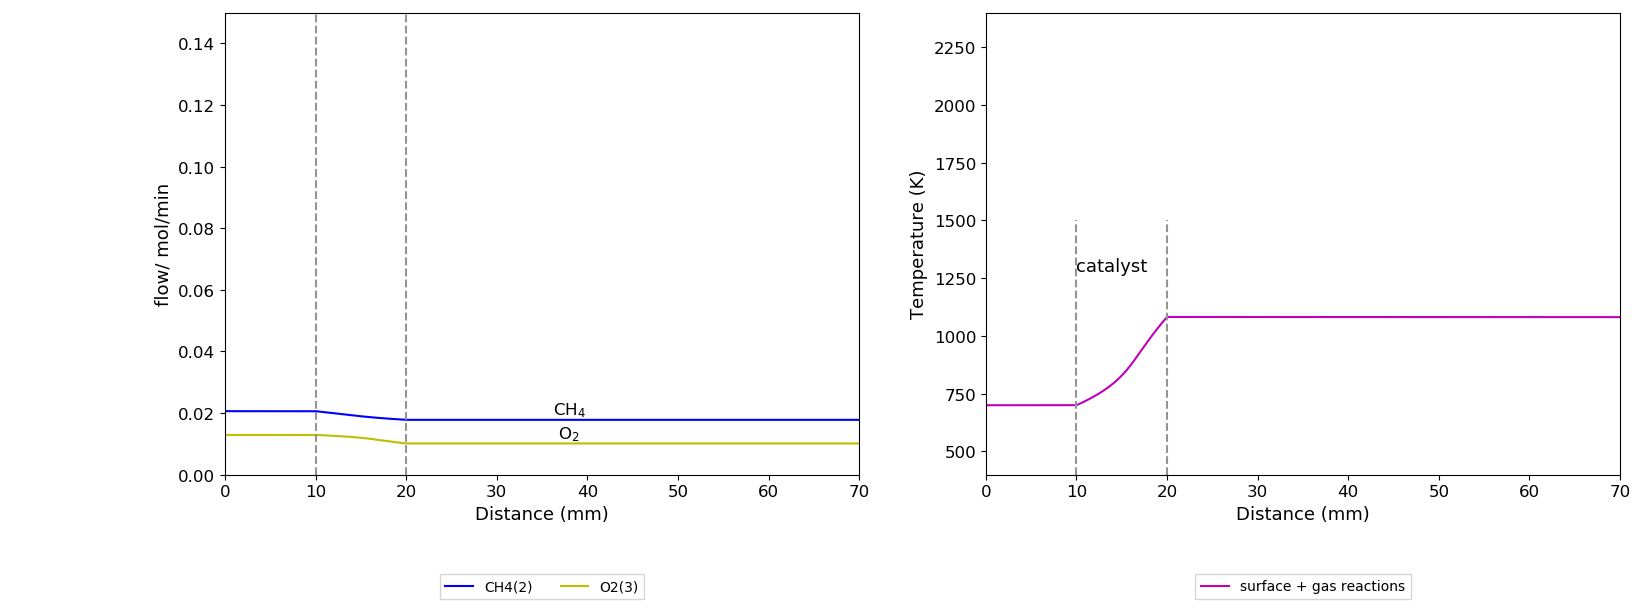 0.14
0.12
0.10
0.08
0.06
0.04
0.02
0.00
flow/ mol/min
CH₄
O₂
0 10 20 30 40 50 60 70
Distance (mm)
CH4(2) O2(3)
2250
2000
1750
1500
1250
1000
750
500
Temperature (K)
catalyst
0 10 20 30 40 50 60 70
Distance (mm)
surface + gas reactions